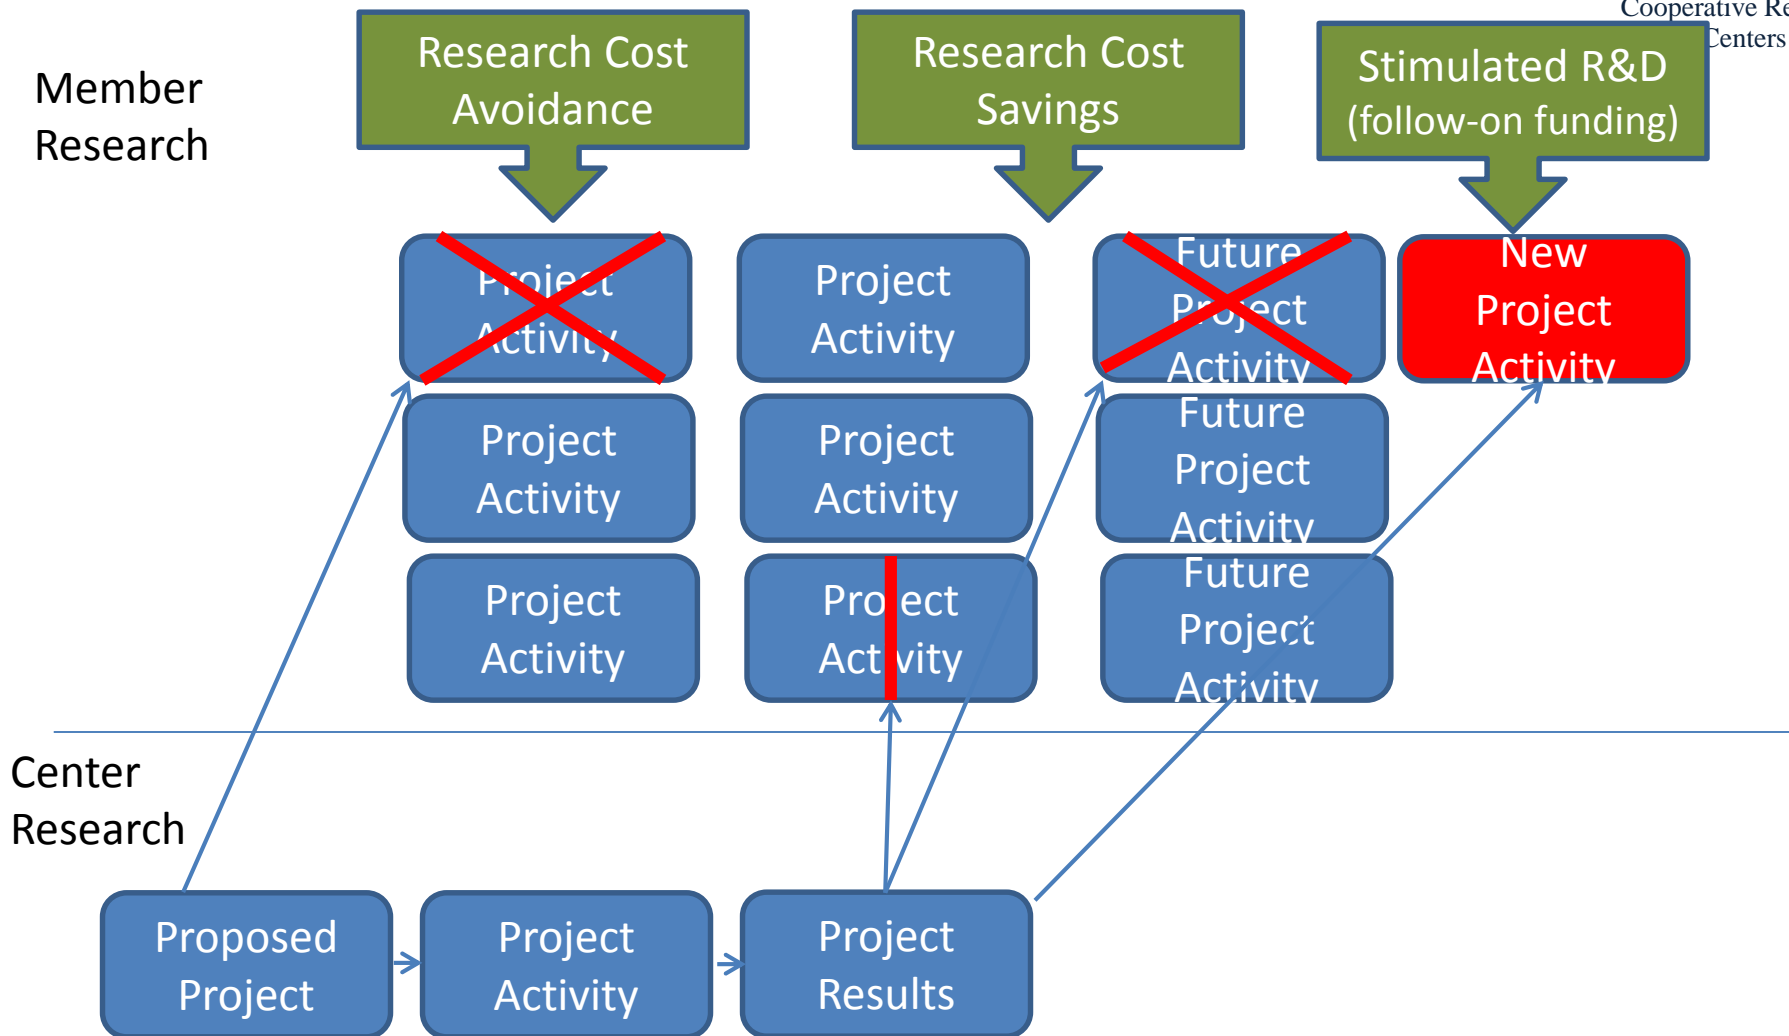 Cooperative Re
Centers
Member
Research
Research Cost
Avoidance
Research Cost
Savings
Stimulated R&D
(follow-on funding)
Project
Activity
Project
Activity
Future
Project
Activity
New
Project
Activity
Project
Activity
Project
Activity
Future
Project
Activity
Project
Activity
Project
Activity
Future
Project
Activity
Center
Research
Proposed
Project
Project
Activity
Project
Results